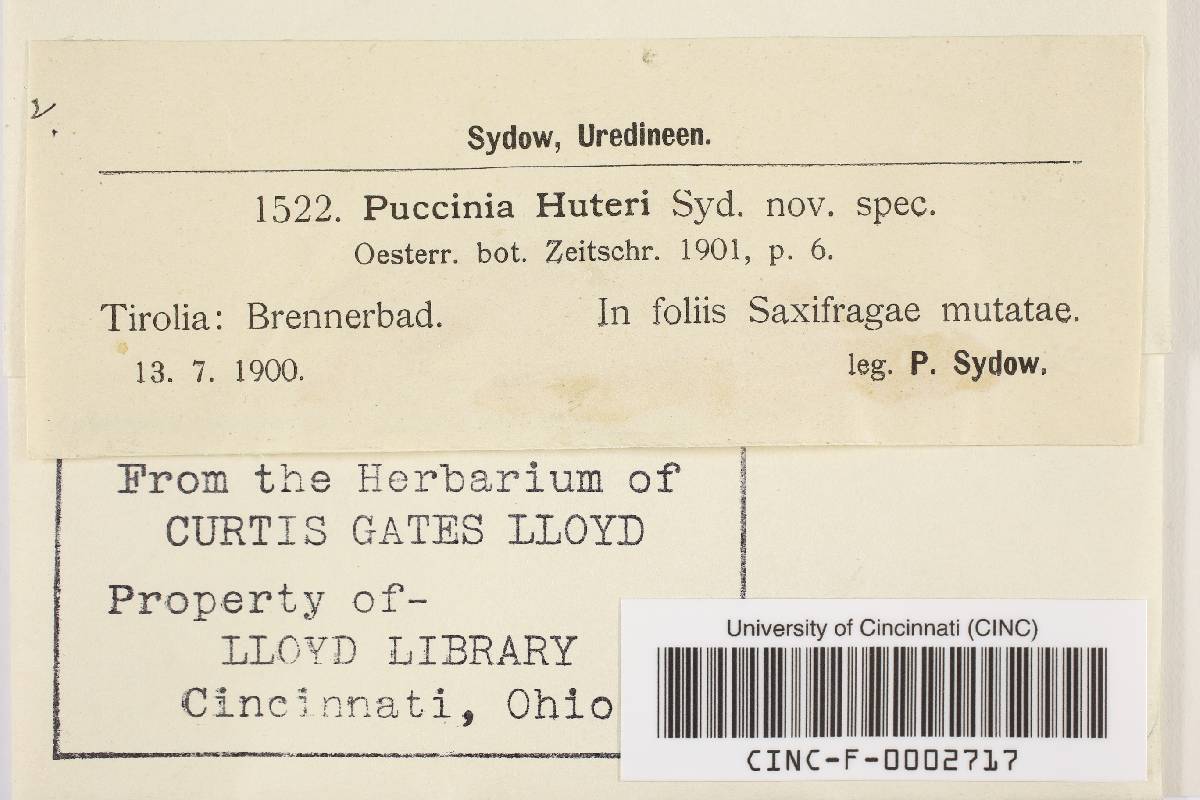 Sydow, Uredineen.
1522. Puccinia Huteri Syd. nov. spec.
Oesterr. bot. Zeitschr. 1901, p. 6.
Tirolia: Brennerbad. In foliis Saxifragae mutatae.
13. 7. 1900. leg. P. Sydow.
From the Herbarium of
CURTIS GATES LLOYD
Property of-
LLOYD LIBRARY
Cincinnati, Ohio
University of Cincinnati (CINC)
CINC-F-0002717